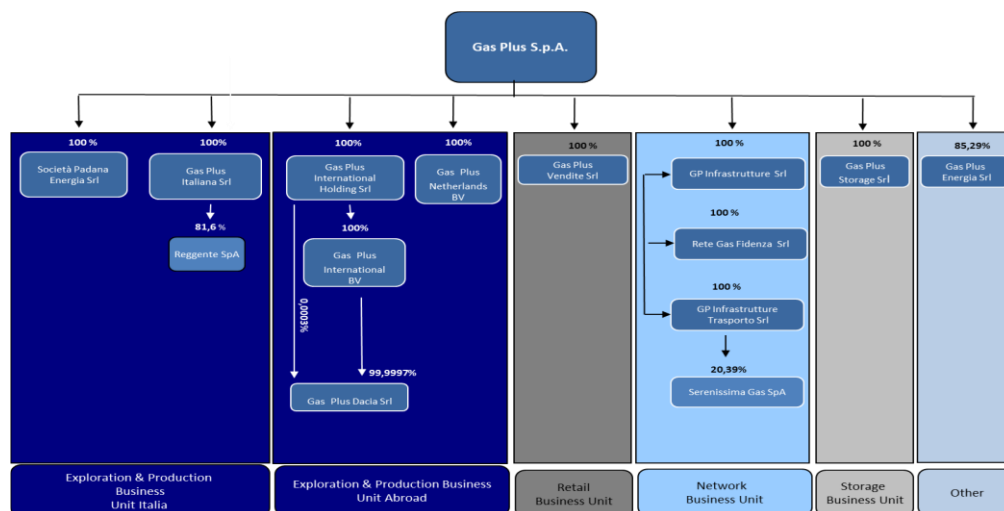 Gas Plus S.p.A.
100 %
100%
100%
100%
100 %
100 %
100 %
85,29%
Società Padana
Energia Srl
Gas Plus
Italiana Srl
Gas Plus
International
Holding Srl
Gas Plus
Netherlands
BV
Gas Plus
Vendite Srl
GP Infrastrutture Srl
Gas Plus
Storage Srl
Gas Plus
Energia Srl
81,6 %
Reggente SpA
100%
Gas Plus
International
BV
100 %
Rete Gas Fidenza Srl
0,0003%
100 %
GP Infrastrutture
Trasporto Srl
99,9997%
Gas Plus Dacia Srl
20,39%
Serenissima Gas SpA
Exploration & Production
Business
Unit Italia
Exploration & Production Business
Unit Abroad
Retail
Business Unit
Network
Business Unit
Storage
Business Unit
Other